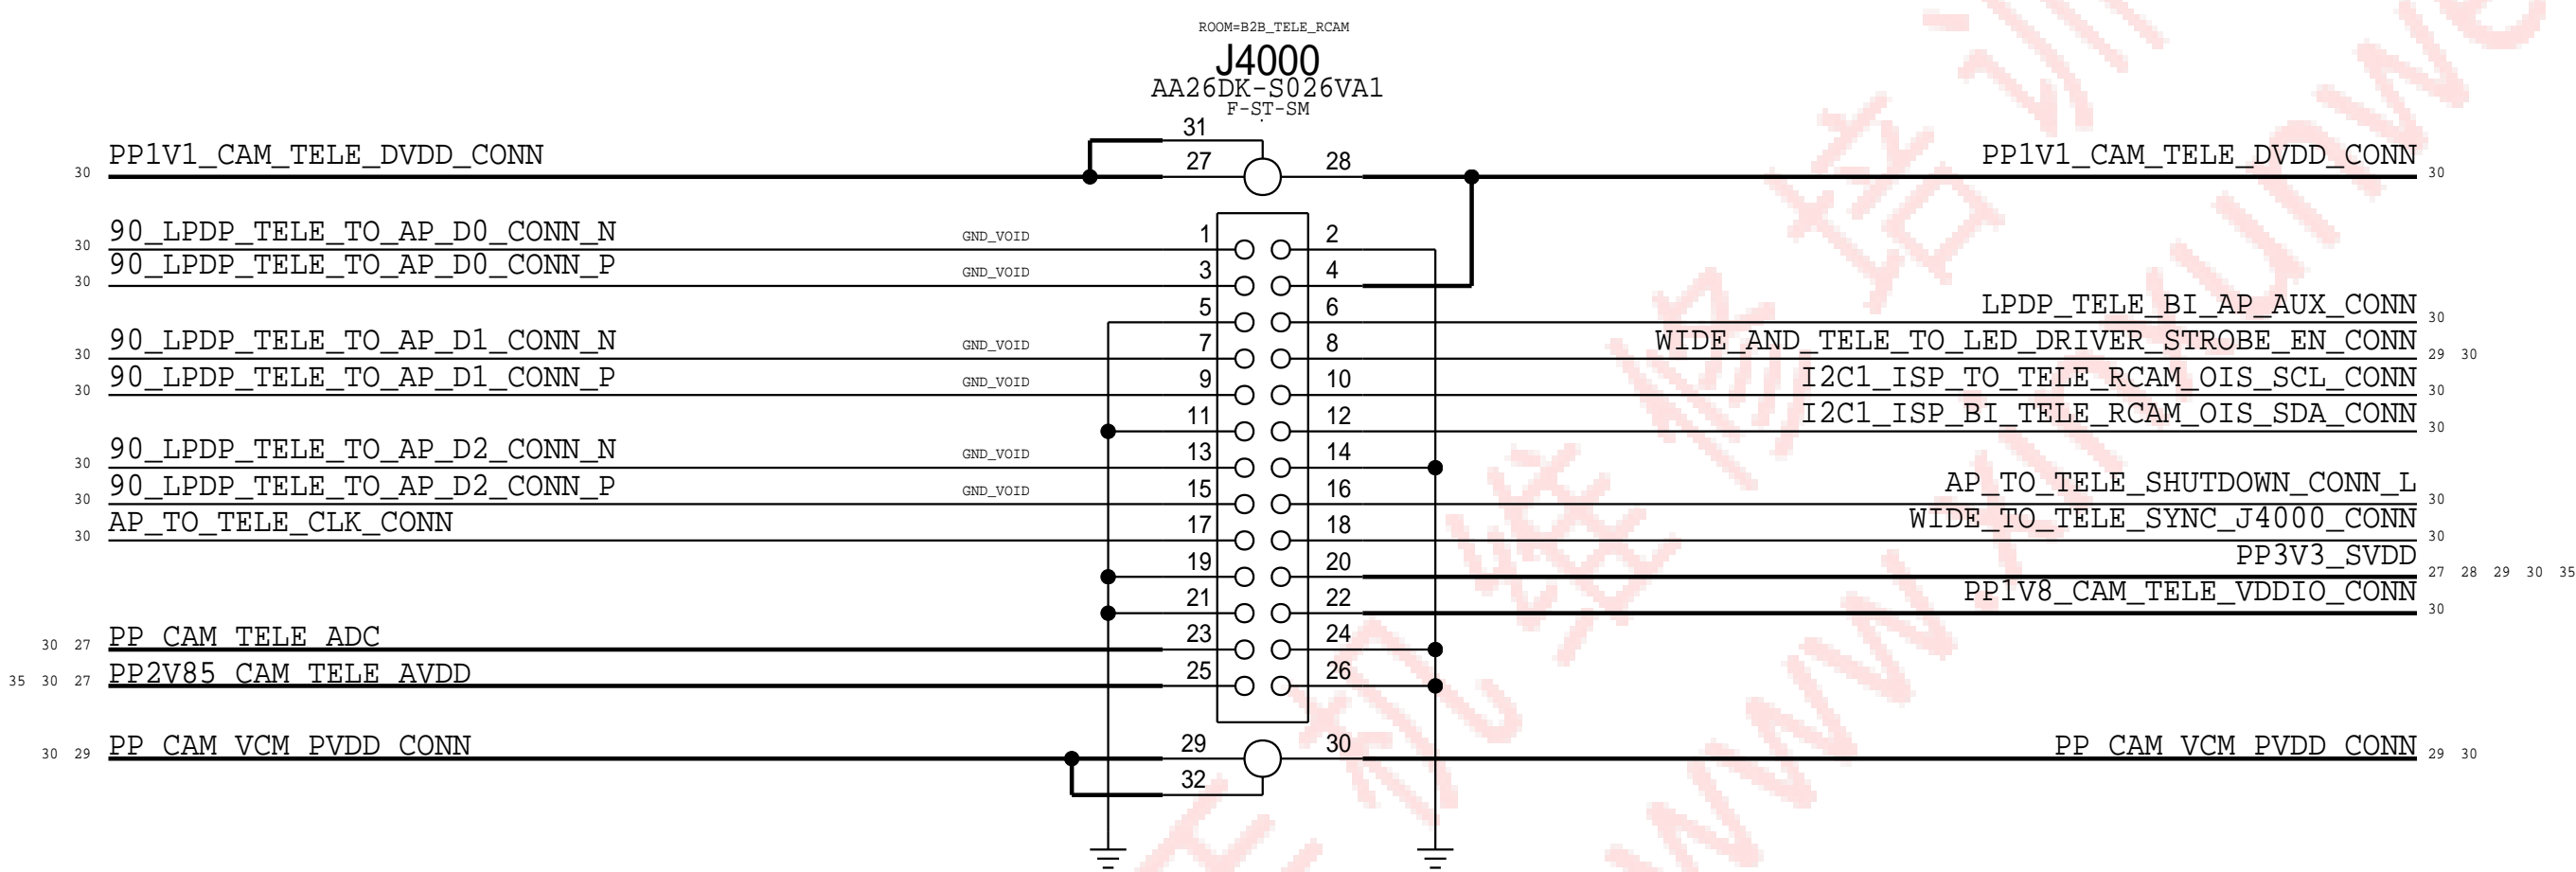 ROOM=B2B_TELE_RCAM
J4000
AA26DK-S026VA1
F-ST-SM
31
PP1V1_CAM_TELE_DVDD_CONN 27 28 PP1V1_CAM_TELE_DVDD_CONN
30 30
90_LPDP_TELE_TO_AP_D0_CONN_N GND_VOID 1 2
30
90_LPDP_TELE_TO_AP_D0_CONN_P GND_VOID 3 4
30
5 6 LPDP_TELE_BI_AP_AUX_CONN 30
90_LPDP_TELE_TO_AP_D1_CONN_N GND_VOID 7 8 WIDE_AND_TELE_TO_LED_DRIVER_STROBE_EN_CONN
30 29 30
90_LPDP_TELE_TO_AP_D1_CONN_P GND_VOID 9 10 I2C1_ISP_TO_TELE_RCAM_OIS_SCL_CONN
30 30
11 12 I2C1_ISP_BI_TELE_RCAM_OIS_SDA_CONN 30
90_LPDP_TELE_TO_AP_D2_CONN_N GND_VOID 13 14
30
90_LPDP_TELE_TO_AP_D2_CONN_P GND_VOID 15 16 AP_TO_TELE_SHUTDOWN_CONN_L
30 30
AP_TO_TELE_CLK_CONN 17 18 WIDE_TO_TELE_SYNC_J4000_CONN
30 30
19 20 PP3V3_SVDD 27 28 29 30 35
21 22 PP1V8_CAM_TELE_VDDIO_CONN 30
30 27 PP_CAM_TELE_ADC 23 24
35 30 27 PP2V85_CAM_TELE_AVDD 25 26
30 29 PP_CAM_VCM_PVDD_CONN 29 30 PP_CAM_VCM_PVDD_CONN 29 30
32